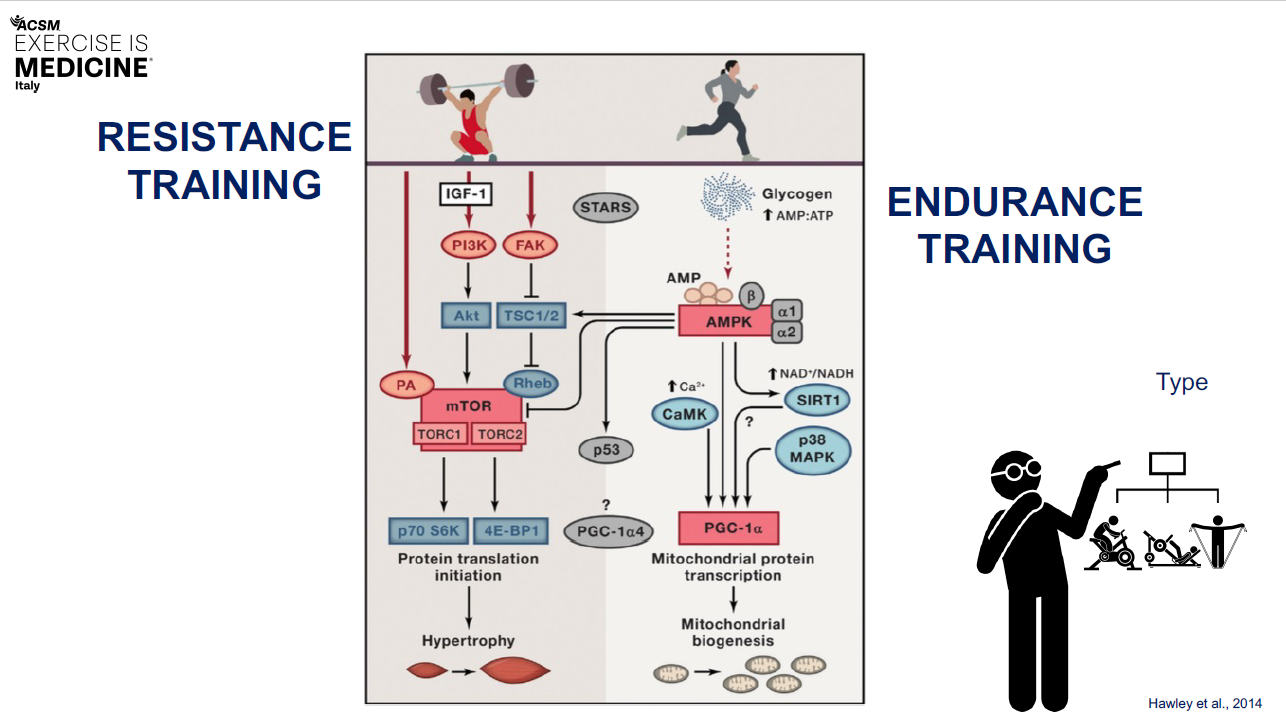 ACSM
EXERCISE IS
MEDICINE®
Italy
RESISTANCE
TRAINING
ENDURANCE
TRAINING
IGF-1
STARS
Glycogen
⬆ AMP:ATP
PI3K
FAK
AMP
β
Akt
TSC1/2
AMPK
α1
α2
PA
Rheb
⬆ Ca²⁺
⬆ NAD⁺/NADH
mTOR
CaMK
SIRT1
?
TORC1
TORC2
p53
p38
MAPK
?
p70 S6K
4E-BP1
PGC-1α4
PGC-1α
Protein translation
initiation
Mitochondrial protein
transcription
Hypertrophy
Mitochondrial
biogenesis
Type
Hawley et al., 2014